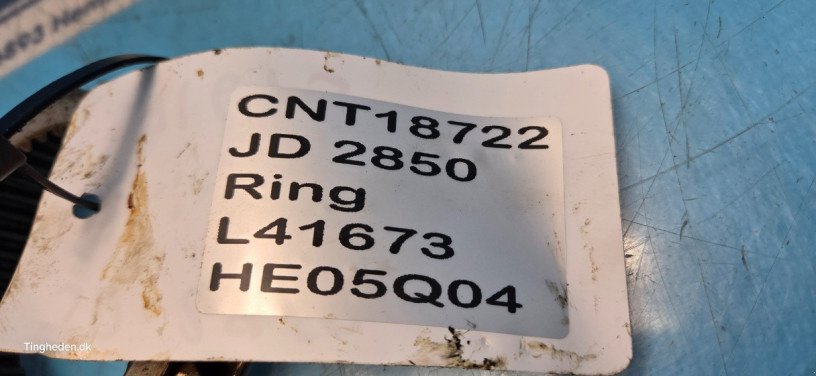 CNT18722
JD 2850
Ring
L41673
HE05Q04
Tingheden.dk